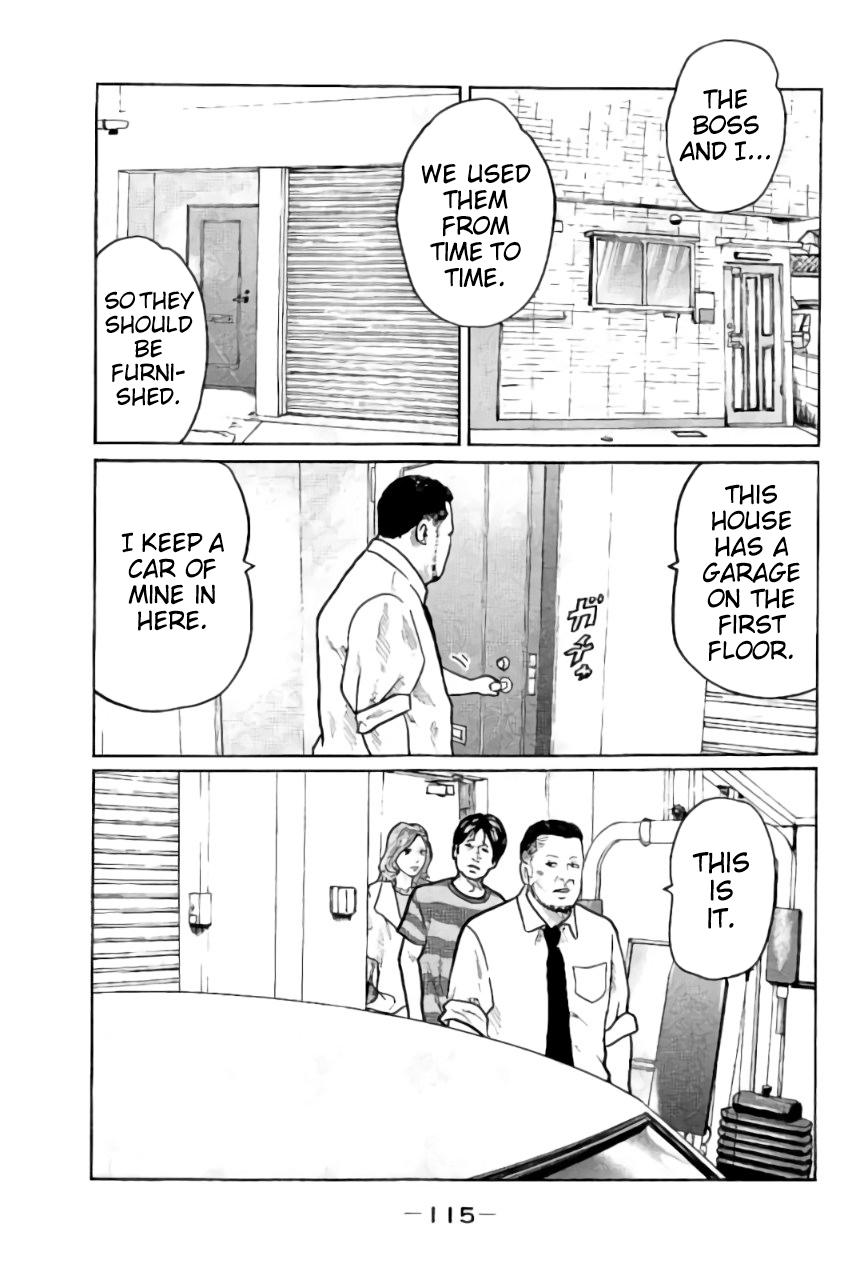 THE
BOSS
AND I...
WE USED
THEM
FROM
TIME TO
TIME.
SO THEY
SHOULD
BE
FURNI-
SHED.
THIS
HOUSE
HAS A
GARAGE
ON THE
FIRST
FLOOR.
ガチャ
I KEEP A
CAR OF
MINE IN
HERE.
THIS
IS
IT.
—115—